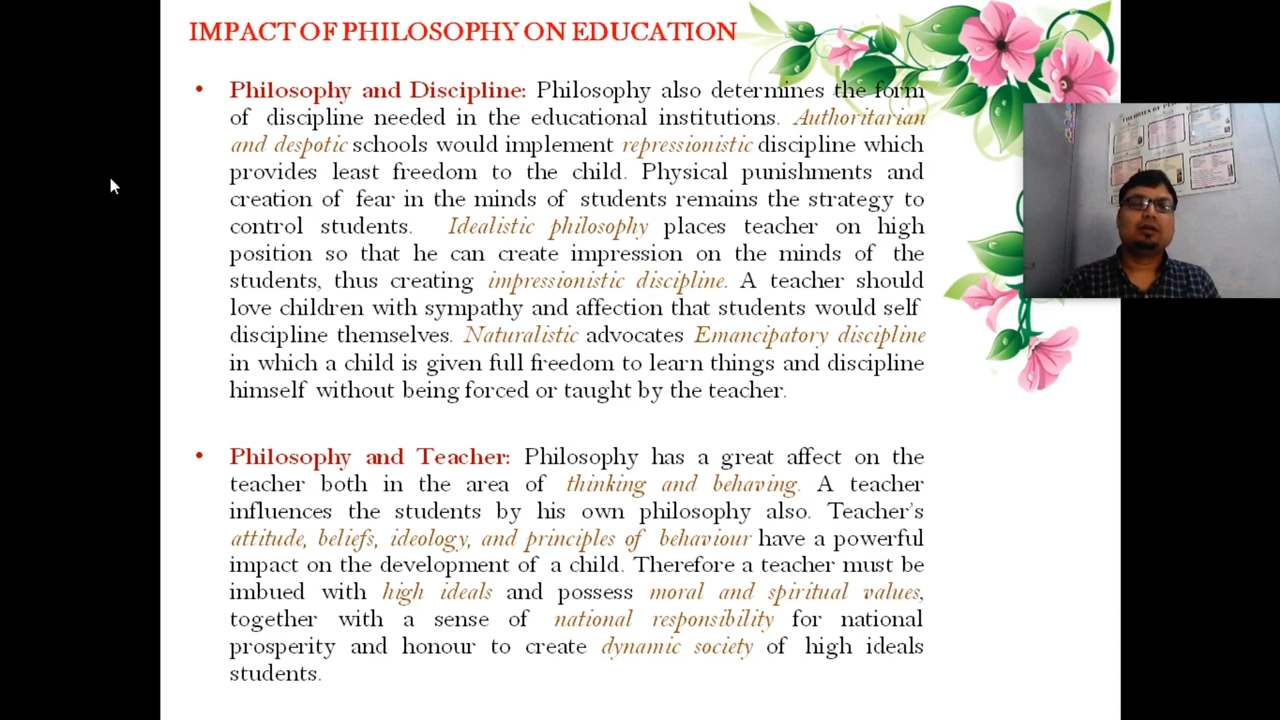 IMPACT OF PHILOSOPHY ON EDUCATION
• Philosophy and Discipline: Philosophy also determines the form
of discipline needed in the educational institutions. Authoritarian
and despotic schools would implement repressionistic discipline which
provides least freedom to the child. Physical punishments and
creation of fear in the minds of students remains the strategy to
control students. Idealistic philosophy places teacher on high
position so that he can create impression on the minds of the
students, thus creating impressionistic discipline. A teacher should
love children with sympathy and affection that students would self
discipline themselves. Naturalistic advocates Emancipatory discipline
in which a child is given full freedom to learn things and discipline
himself without being forced or taught by the teacher.
• Philosophy and Teacher: Philosophy has a great affect on the
teacher both in the area of thinking and behaving. A teacher
influences the students by his own philosophy also. Teacher's
attitude, beliefs, ideology, and principles of behaviour have a powerful
impact on the development of a child. Therefore a teacher must be
imbued with high ideals and possess moral and spiritual values,
together with a sense of national responsibility for national
prosperity and honour to create dynamic society of high ideals
students.